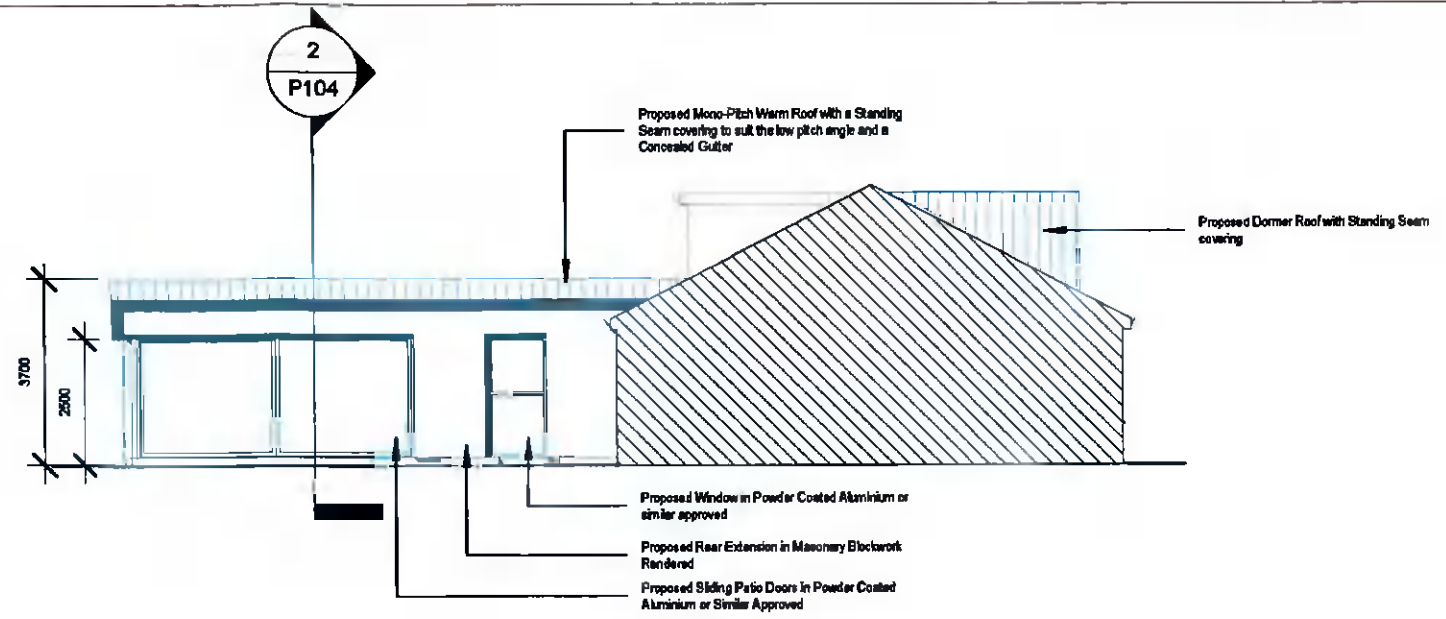 2
P104
Proposed Mono-Pitch Warm Roof with a Standing
Seam covering to suit the low pitch angle and a
Concealed Gutter
Proposed Dormer Roof with Standing Seam
covering
3700
2500
Proposed Window in Powder Coated Aluminium or
similar approved
Proposed Rear Extension in Masonary Blockwork
Rendered
Proposed Sliding Patio Doors in Powder Coated
Aluminium or Similar Approved